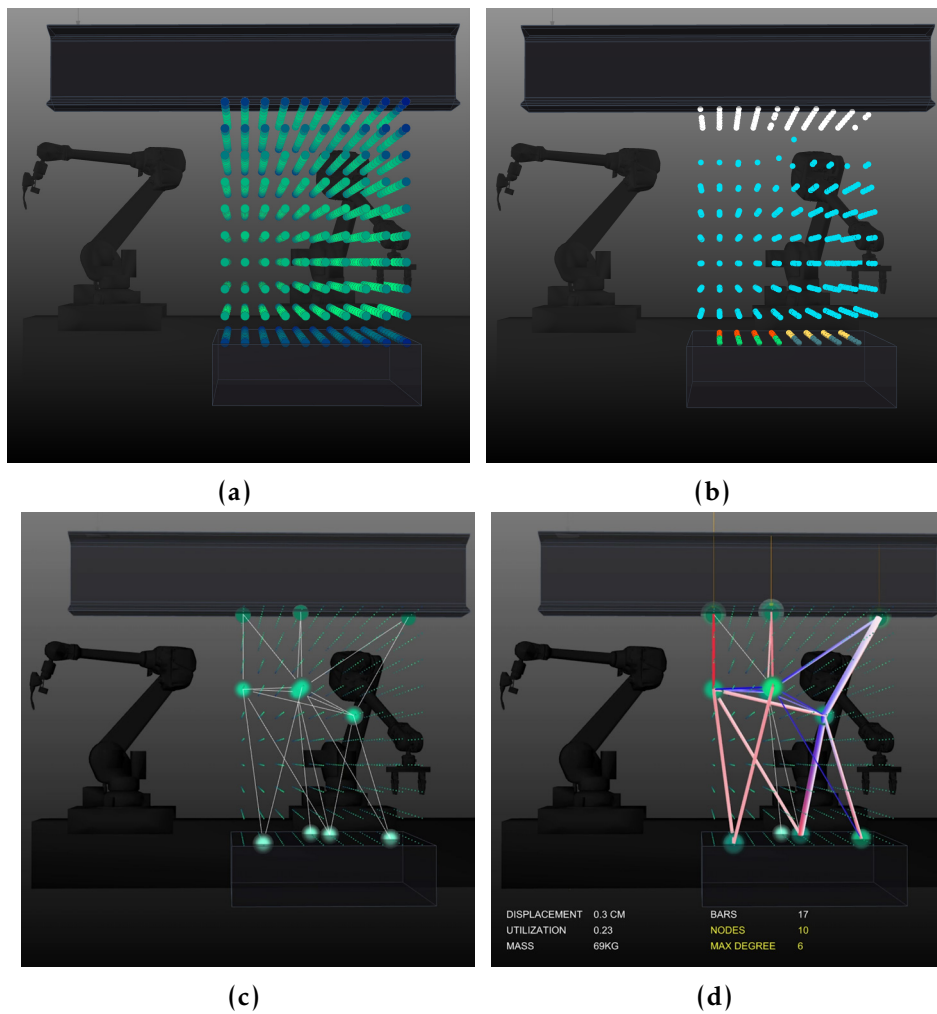 (a)
(b)
DISPLACEMENT 0.3 CM BARS 17
UTILIZATION 0.23 NODES 10
MASS 69KG MAX DEGREE 6
(c)
(d)